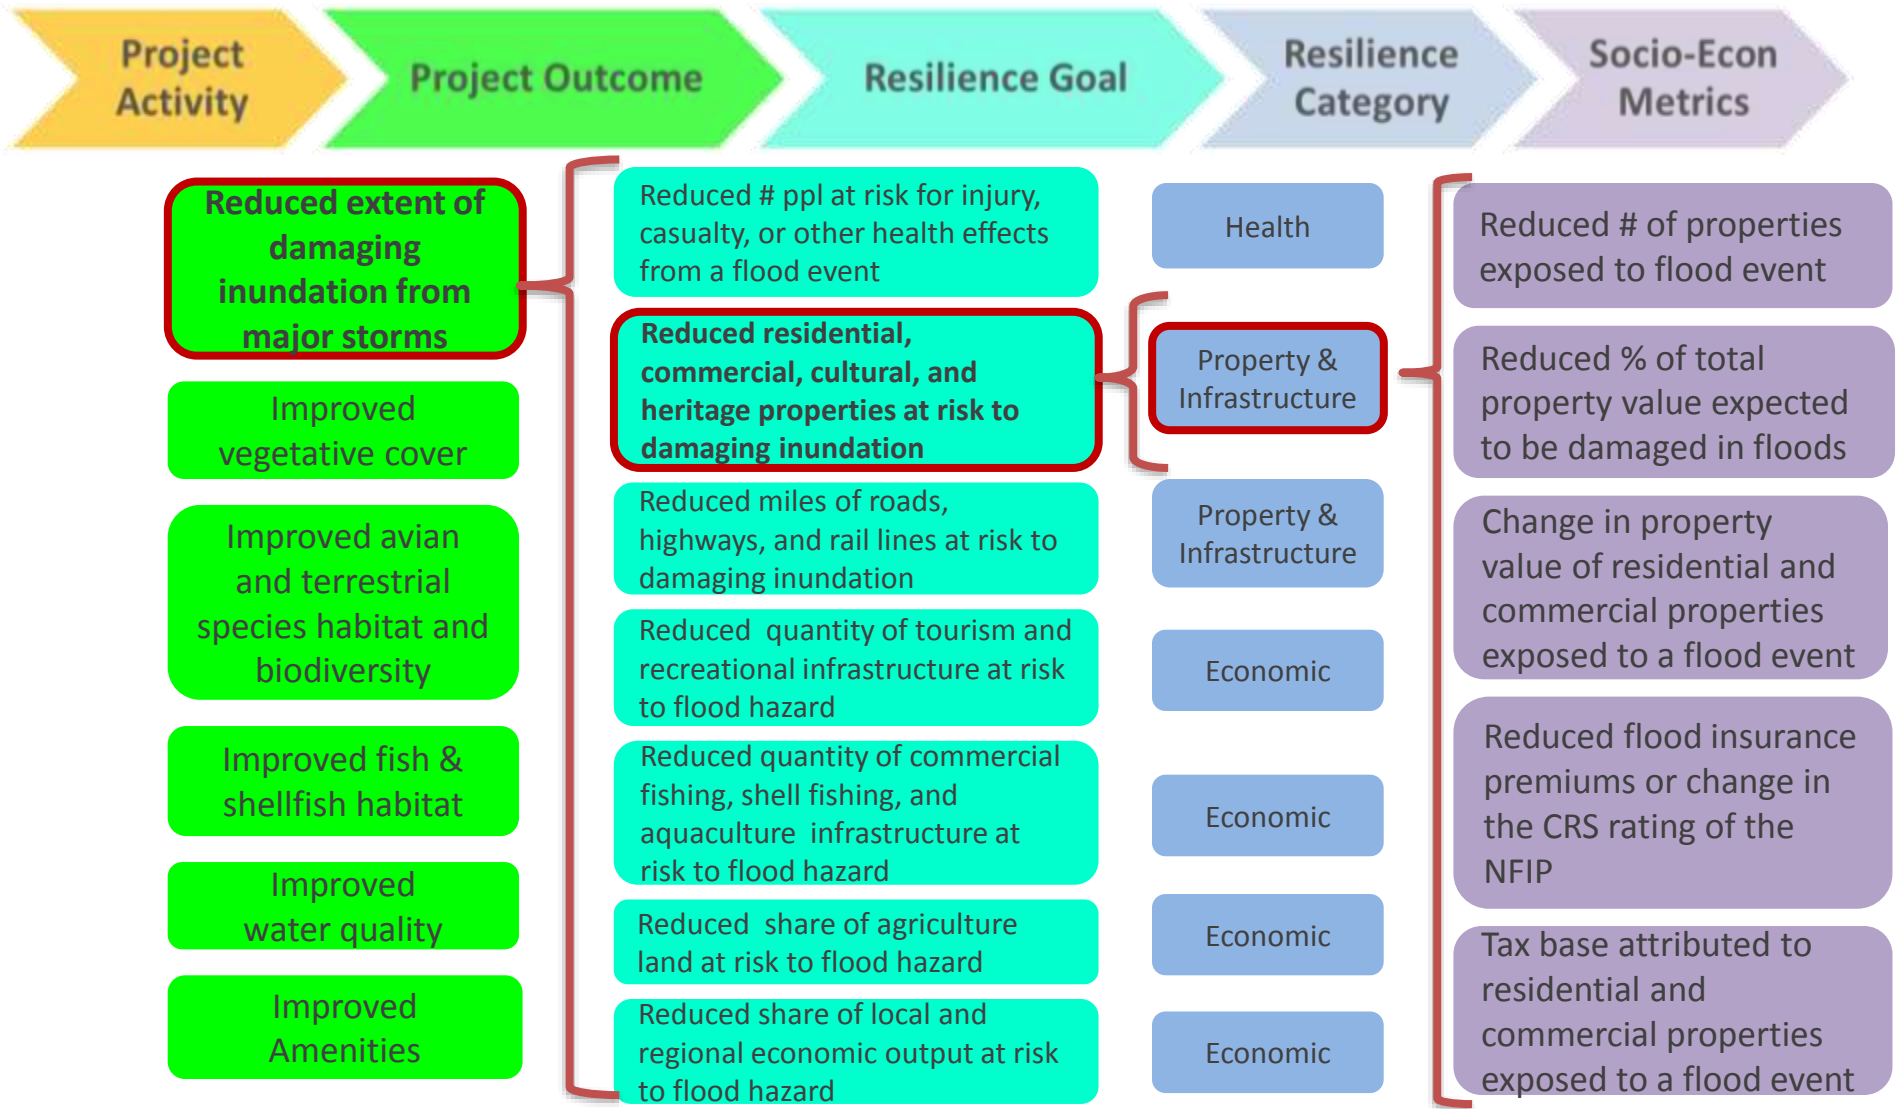 Project
Activity
Project Outcome
Resilience Goal
Resilience
Category
Socio-Econ
Metrics
Reduced extent of
damaging
inundation from
major storms
Improved
vegetative cover
Improved avian
and terrestrial
species habitat and
biodiversity
Improved fish &
shellfish habitat
Improved
water quality
Improved
Amenities
Reduced # ppl at risk for injury,
casualty, or other health effects
from a flood event
Reduced residential,
commercial, cultural, and
heritage properties at risk to
damaging inundation
Reduced miles of roads,
highways, and rail lines at risk to
damaging inundation
Reduced quantity of tourism and
recreational infrastructure at risk
to flood hazard
Reduced quantity of commercial
fishing, shell fishing, and
aquaculture infrastructure at
risk to flood hazard
Reduced share of agriculture
land at risk to flood hazard
Reduced share of local and
regional economic output at risk
to flood hazard
Health
Property &
Infrastructure
Property &
Infrastructure
Economic
Economic
Economic
Economic
Reduced # of properties
exposed to flood event
Reduced % of total
property value expected
to be damaged in floods
Change in property
value of residential and
commercial properties
exposed to a flood event
Reduced flood insurance
premiums or change in
the CRS rating of the
NFIP
Tax base attributed to
residential and
commercial properties
exposed to a flood event